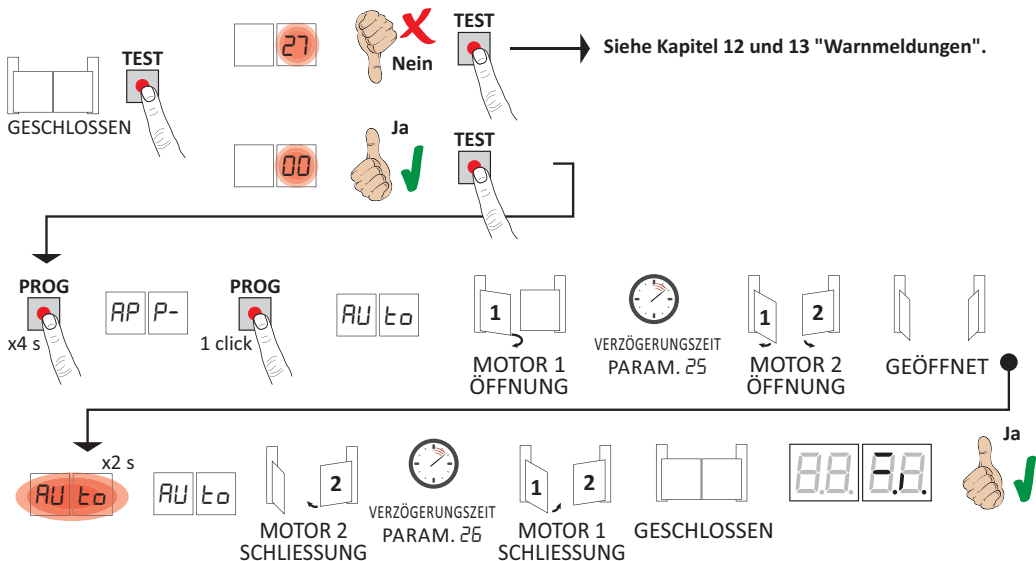 TEST
GESCHLOSSEN
27
Nein
TEST
Siehe Kapitel 12 und 13 "Warnmeldungen".
00
Ja
TEST
PROG
x4 s
AP P-
PROG
1 click
AU to
1
MOTOR 1
ÖFFNUNG
VERZÖGERUNGSZEIT
PARAM. 25
1 2
MOTOR 2
ÖFFNUNG
GEÖFFNET
AU to
x2 s
AU to
2
MOTOR 2
SCHLIESSUNG
VERZÖGERUNGSZEIT
PARAM. 26
1 2
MOTOR 1
SCHLIESSUNG
GESCHLOSSEN
Ja